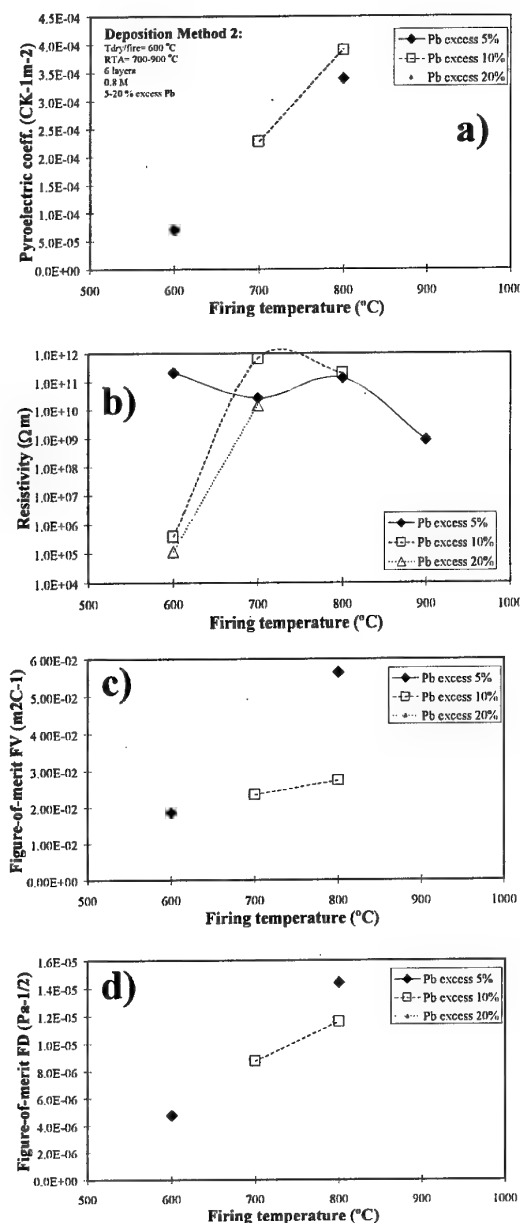 4.5E-04
4.0E-04
3.5E-04
3.0E-04
2.5E-04
2.0E-04
1.5E-04
1.0E-04
5.0E-05
0.0E+00
Pyroelectric coeff. (CK-1m-2)
Deposition Method 2:
Tdry/fire= 600 °C
RTA= 700-900 °C
6 layers
0.8 M
5-20 % excess Pb
Pb excess 5%
Pb excess 10%
Pb excess 20%
a)
500 600 700 800 900 1000
Firing temperature (°C)
1.0E+12
1.0E+11
1.0E+10
1.0E+09
1.0E+08
1.0E+07
1.0E+06
1.0E+05
1.0E+04
Resistivity (Ωm)
b)
Pb excess 5%
Pb excess 10%
Pb excess 20%
500 600 700 800 900 1000
Firing temperature (°C)
6.00E-02
5.00E-02
4.00E-02
3.00E-02
2.00E-02
1.00E-02
0.00E+00
Figure-of-merit FV (m2C-1)
c)
Pb excess 5%
Pb excess 10%
Pb excess 20%
500 600 700 800 900 1000
Firing temperature (°C)
1.6E-05
1.4E-05
1.2E-05
1.0E-05
8.0E-06
6.0E-06
4.0E-06
2.0E-06
0.0E+00
Figure-of-merit FD (Pa-1/2)
d)
Pb excess 5%
Pb excess 10%
Pb excess 20%
500 600 700 800 900 1000
Firing temperature (°C)